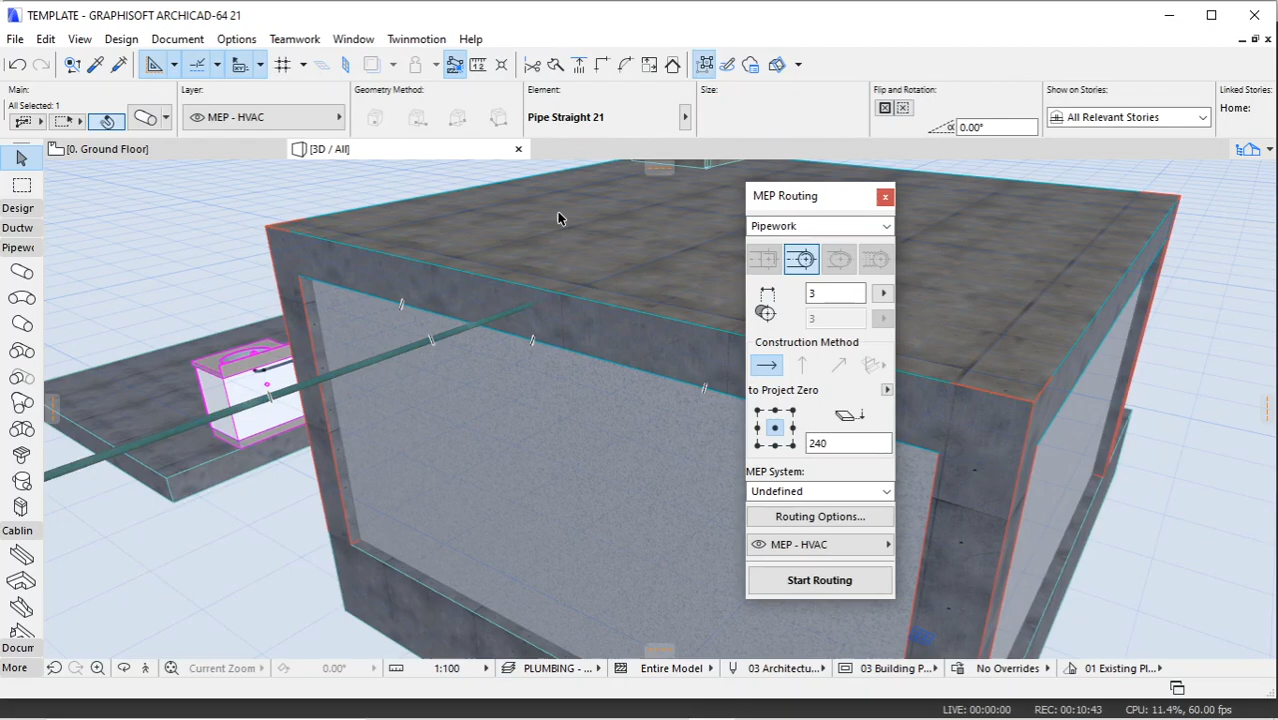 TEMPLATE - GRAPHISOFT ARCHICAD-64 21
File Edit View Design Document Options Teamwork Window Twinmotion Help
Main:
All Selected: 1
Layer:
MEP - HVAC
Geometry Method:
Element:
Pipe Straight 21
Size:
Flip and Rotation:
0.00°
Show on Stories:
All Relevant Stories
Linked Stories:
Home:
[0. Ground Floor]
[3D / All]
Design
Ductw
Pipewc
Cablin
Docum
More
MEP Routing
Pipework
3
3
Construction Method
to Project Zero
240
MEP System:
Undefined
Routing Options...
MEP - HVAC
Start Routing
Current Zoom
0.00°
1:100
PLUMBING - ...
Entire Model
03 Architectu...
03 Building P...
No Overrides
01 Existing Pl...
LIVE: 00:00:00 REC: 00:10:43 CPU: 11.4%, 60.00 fps